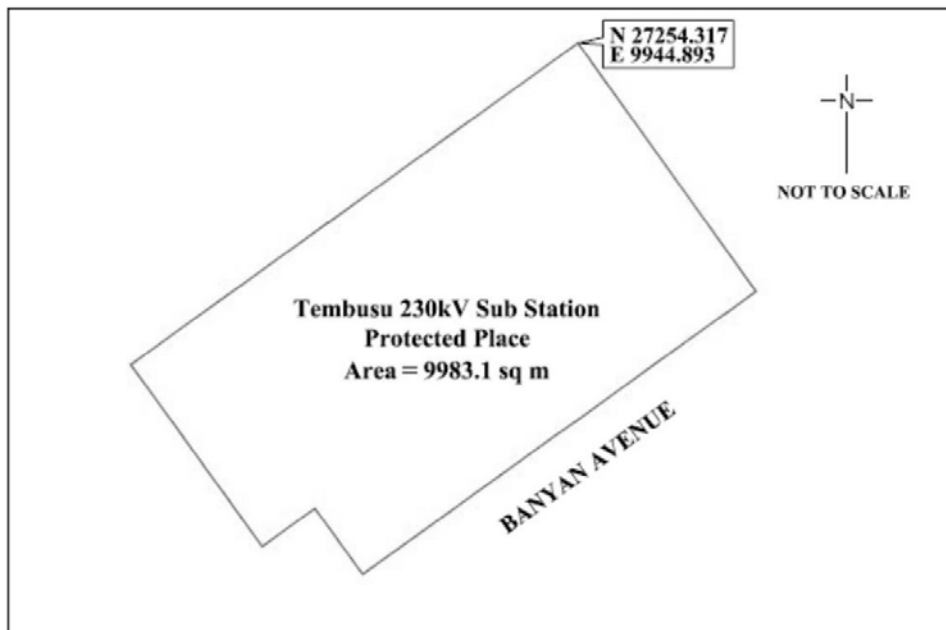 N 27254.317
E 9944.893
N
NOT TO SCALE
Tembusu 230kV Sub Station
Protected Place
Area = 9983.1 sq m
BANYAN AVENUE